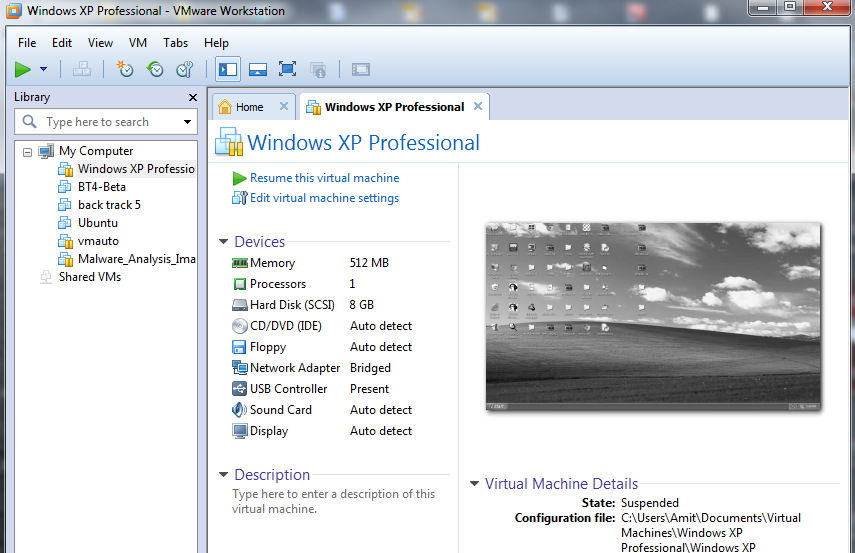 Windows XP Professional - VMware Workstation
File Edit View VM Tabs Help
Library
Type here to search
My Computer
Windows XP Professio
BT4-Beta
back track 5
Ubuntu
vmauto
Malware_Analysis_Ima
Shared VMs
Home
Windows XP Professional
Windows XP Professional
Resume this virtual machine
Edit virtual machine settings
Devices
Memory 512 MB
Processors 1
Hard Disk (SCSI) 8 GB
CD/DVD (IDE) Auto detect
Floppy Auto detect
Network Adapter Bridged
USB Controller Present
Sound Card Auto detect
Display Auto detect
Description
Type here to enter a description of this
virtual machine.
Virtual Machine Details
State: Suspended
Configuration file: C:\Users\Amit\Documents\Virtual
Machines\Windows XP
Professional\Windows XP